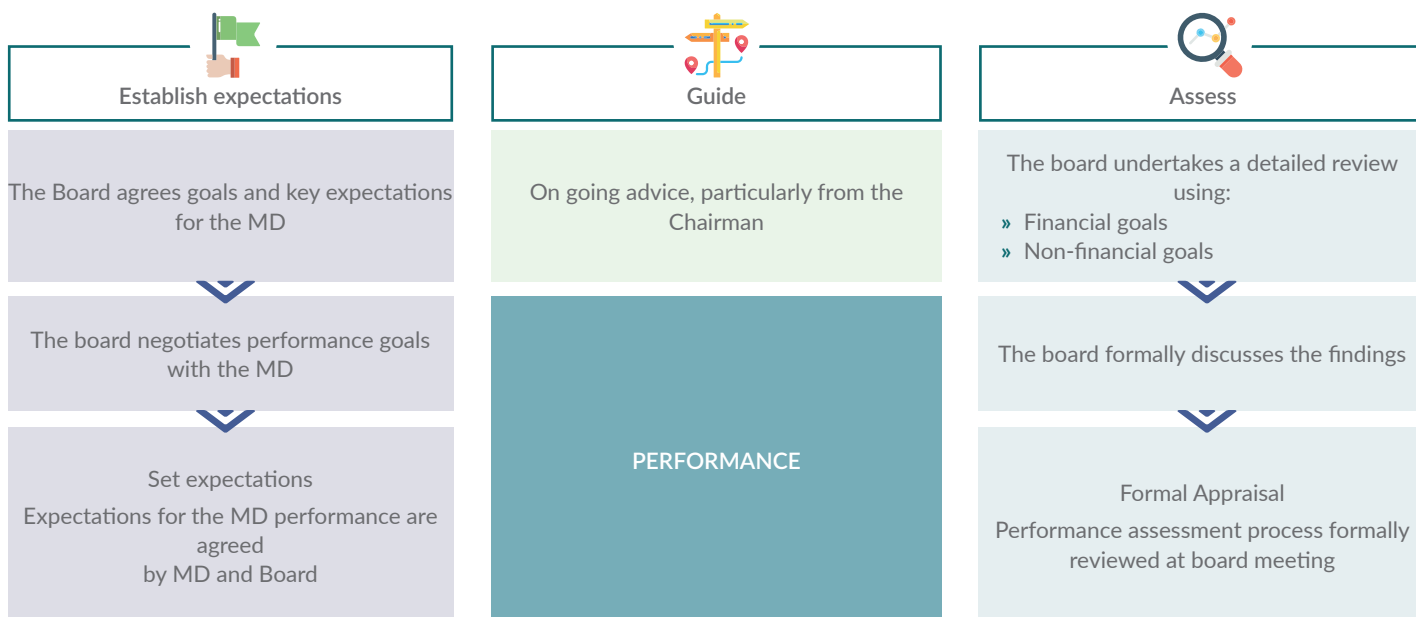 Establish expectations
The Board agrees goals and key expectations
for the MD
The board negotiates performance goals
with the MD
Set expectations
Expectations for the MD performance are
agreed
by MD and Board
Guide
On going advice, particularly from the
Chairman
PERFORMANCE
Assess
The board undertakes a detailed review
using:
» Financial goals
» Non-financial goals
The board formally discusses the findings
Formal Appraisal
Performance assessment process formally
reviewed at board meeting